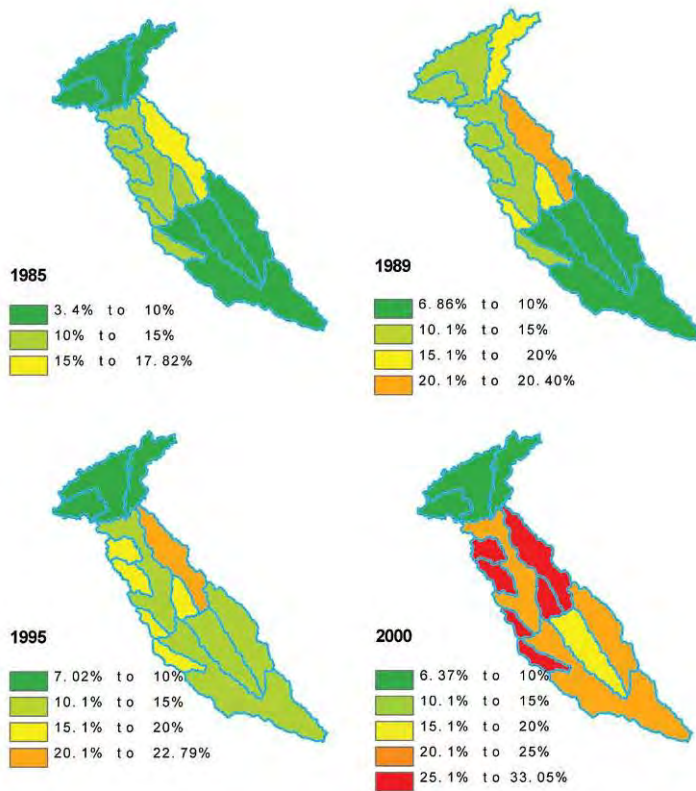 1985
3.4% to 10%
10% to 15%
15% to 17.82%
1989
6.86% to 10%
10.1% to 15%
15.1% to 20%
20.1% to 20.40%
1995
7.02% to 10%
10.1% to 15%
15.1% to 20%
20.1% to 22.79%
2000
6.37% to 10%
10.1% to 15%
15.1% to 20%
20.1% to 25%
25.1% to 33.05%